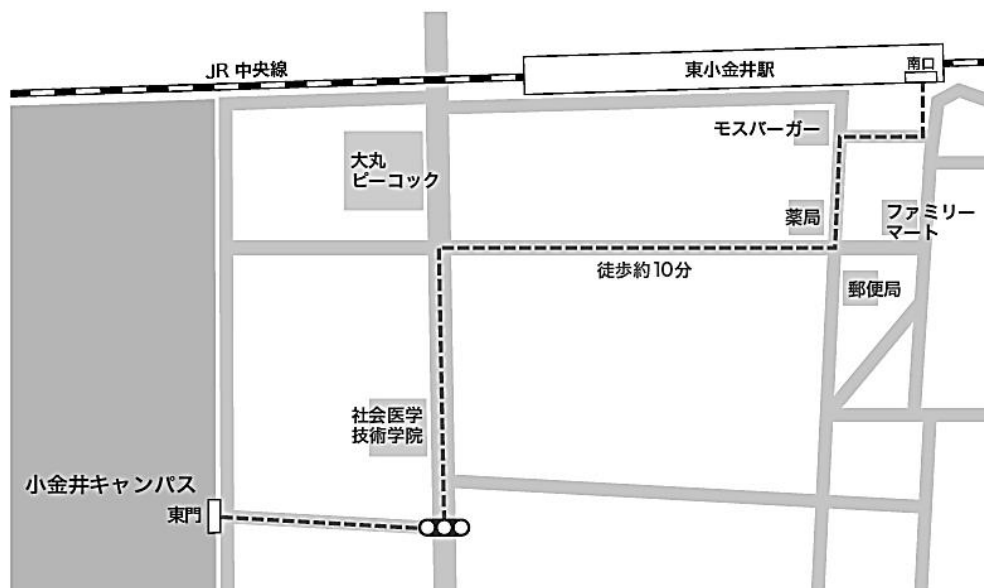 JR 中央線
東小金井駅
南口
モスバーガー
大丸
ピーコック
薬局
ファミリー
マート
徒歩約10分
郵便局
社会医学
技術学院
小金井キャンパス
東門